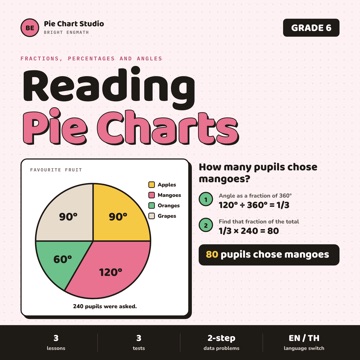 BE
Pie Chart Studio
BRIGHT ENGMATH
GRADE 6
FRACTIONS, PERCENTAGES AND ANGLES
Reading
Pie Charts
FAVOURITE FRUIT
Apples
Mangoes
Oranges
Grapes
90°
90°
60°
120°
240 pupils were asked.
How many pupils chose
mangoes?
1
Angle as a fraction of 360°
120° ÷ 360° = 1/3
2
Find that fraction of the total
1/3 × 240 = 80
80 pupils chose mangoes
3
lessons
3
tests
2-step
data problems
EN / TH
language switch